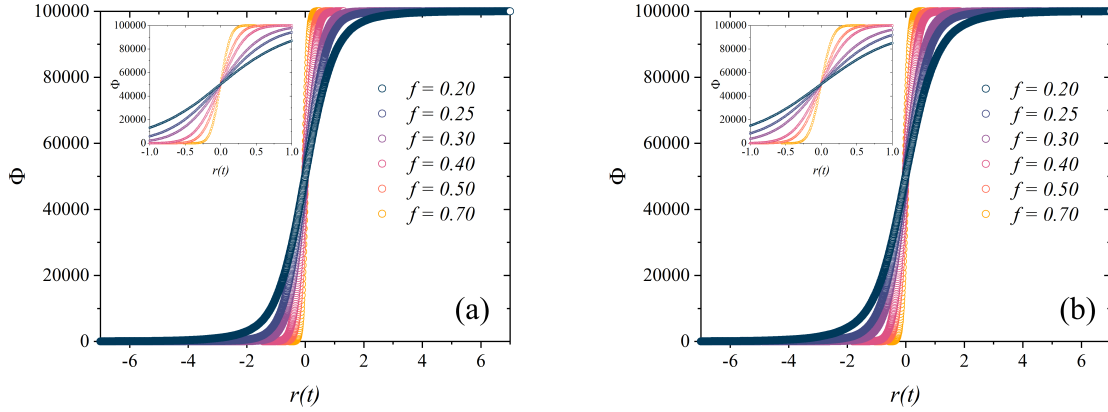 100000
80000
60000
40000
20000
0
Φ
-6
-4
-2
0
2
4
6
r(t)
100000
80000
60000
40000
20000
0
Φ
-1.0
-0.5
0.0
0.5
1.0
r(t)
f = 0.20
f = 0.25
f = 0.30
f = 0.40
f = 0.50
f = 0.70
(a)
100000
80000
60000
40000
20000
0
Φ
-6
-4
-2
0
2
4
6
r(t)
100000
80000
60000
40000
20000
0
Φ
-1.0
-0.5
0.0
0.5
1.0
r(t)
f = 0.20
f = 0.25
f = 0.30
f = 0.40
f = 0.50
f = 0.70
(b)